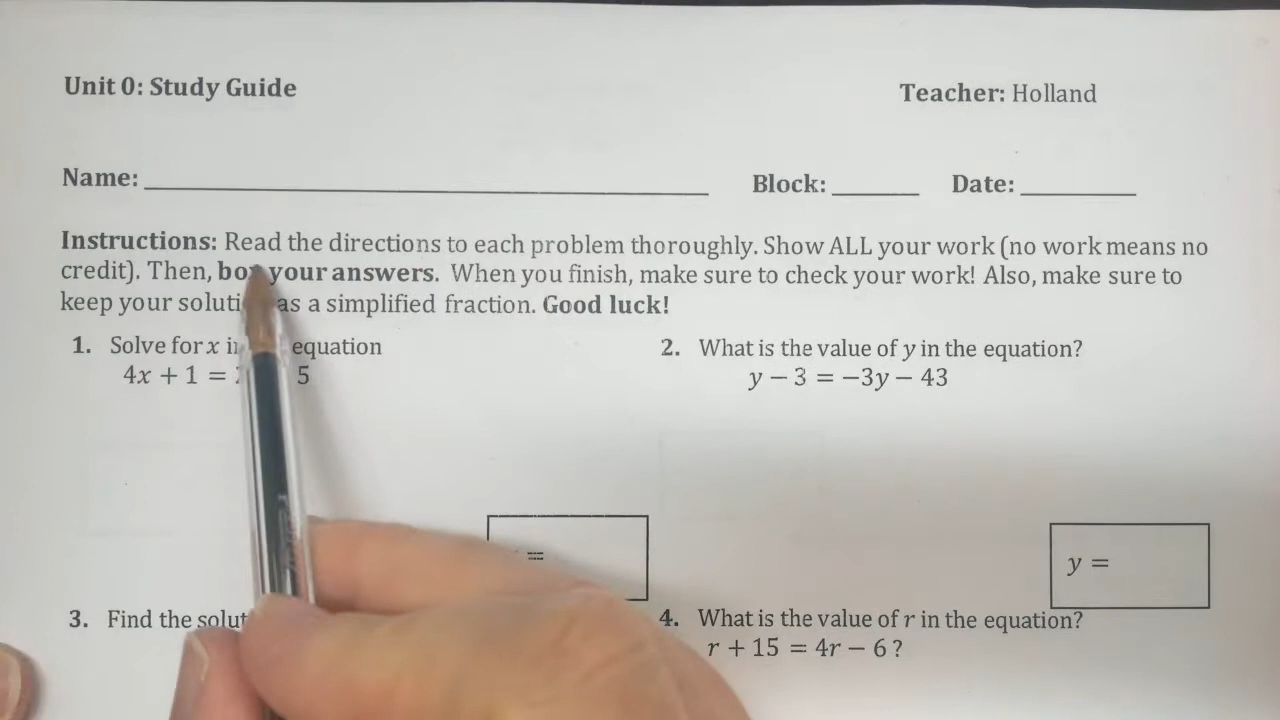 Unit 0: Study Guide
Teacher: Holland
Name:
Block:
Date:
Instructions: Read the directions to each problem thoroughly. Show ALL your work (no work means no
credit). Then, your answers. When you finish, make sure to check your work! Also, make sure to
keep your as a simplified fraction. Good luck!
1. Solve for x equation
4x + 1 = 5
2. What is the value of y in the equation?
y − 3 = −3y − 43
=
y =
3. Find the
4. What is the value of r in the equation?
r + 15 = 4r − 6?